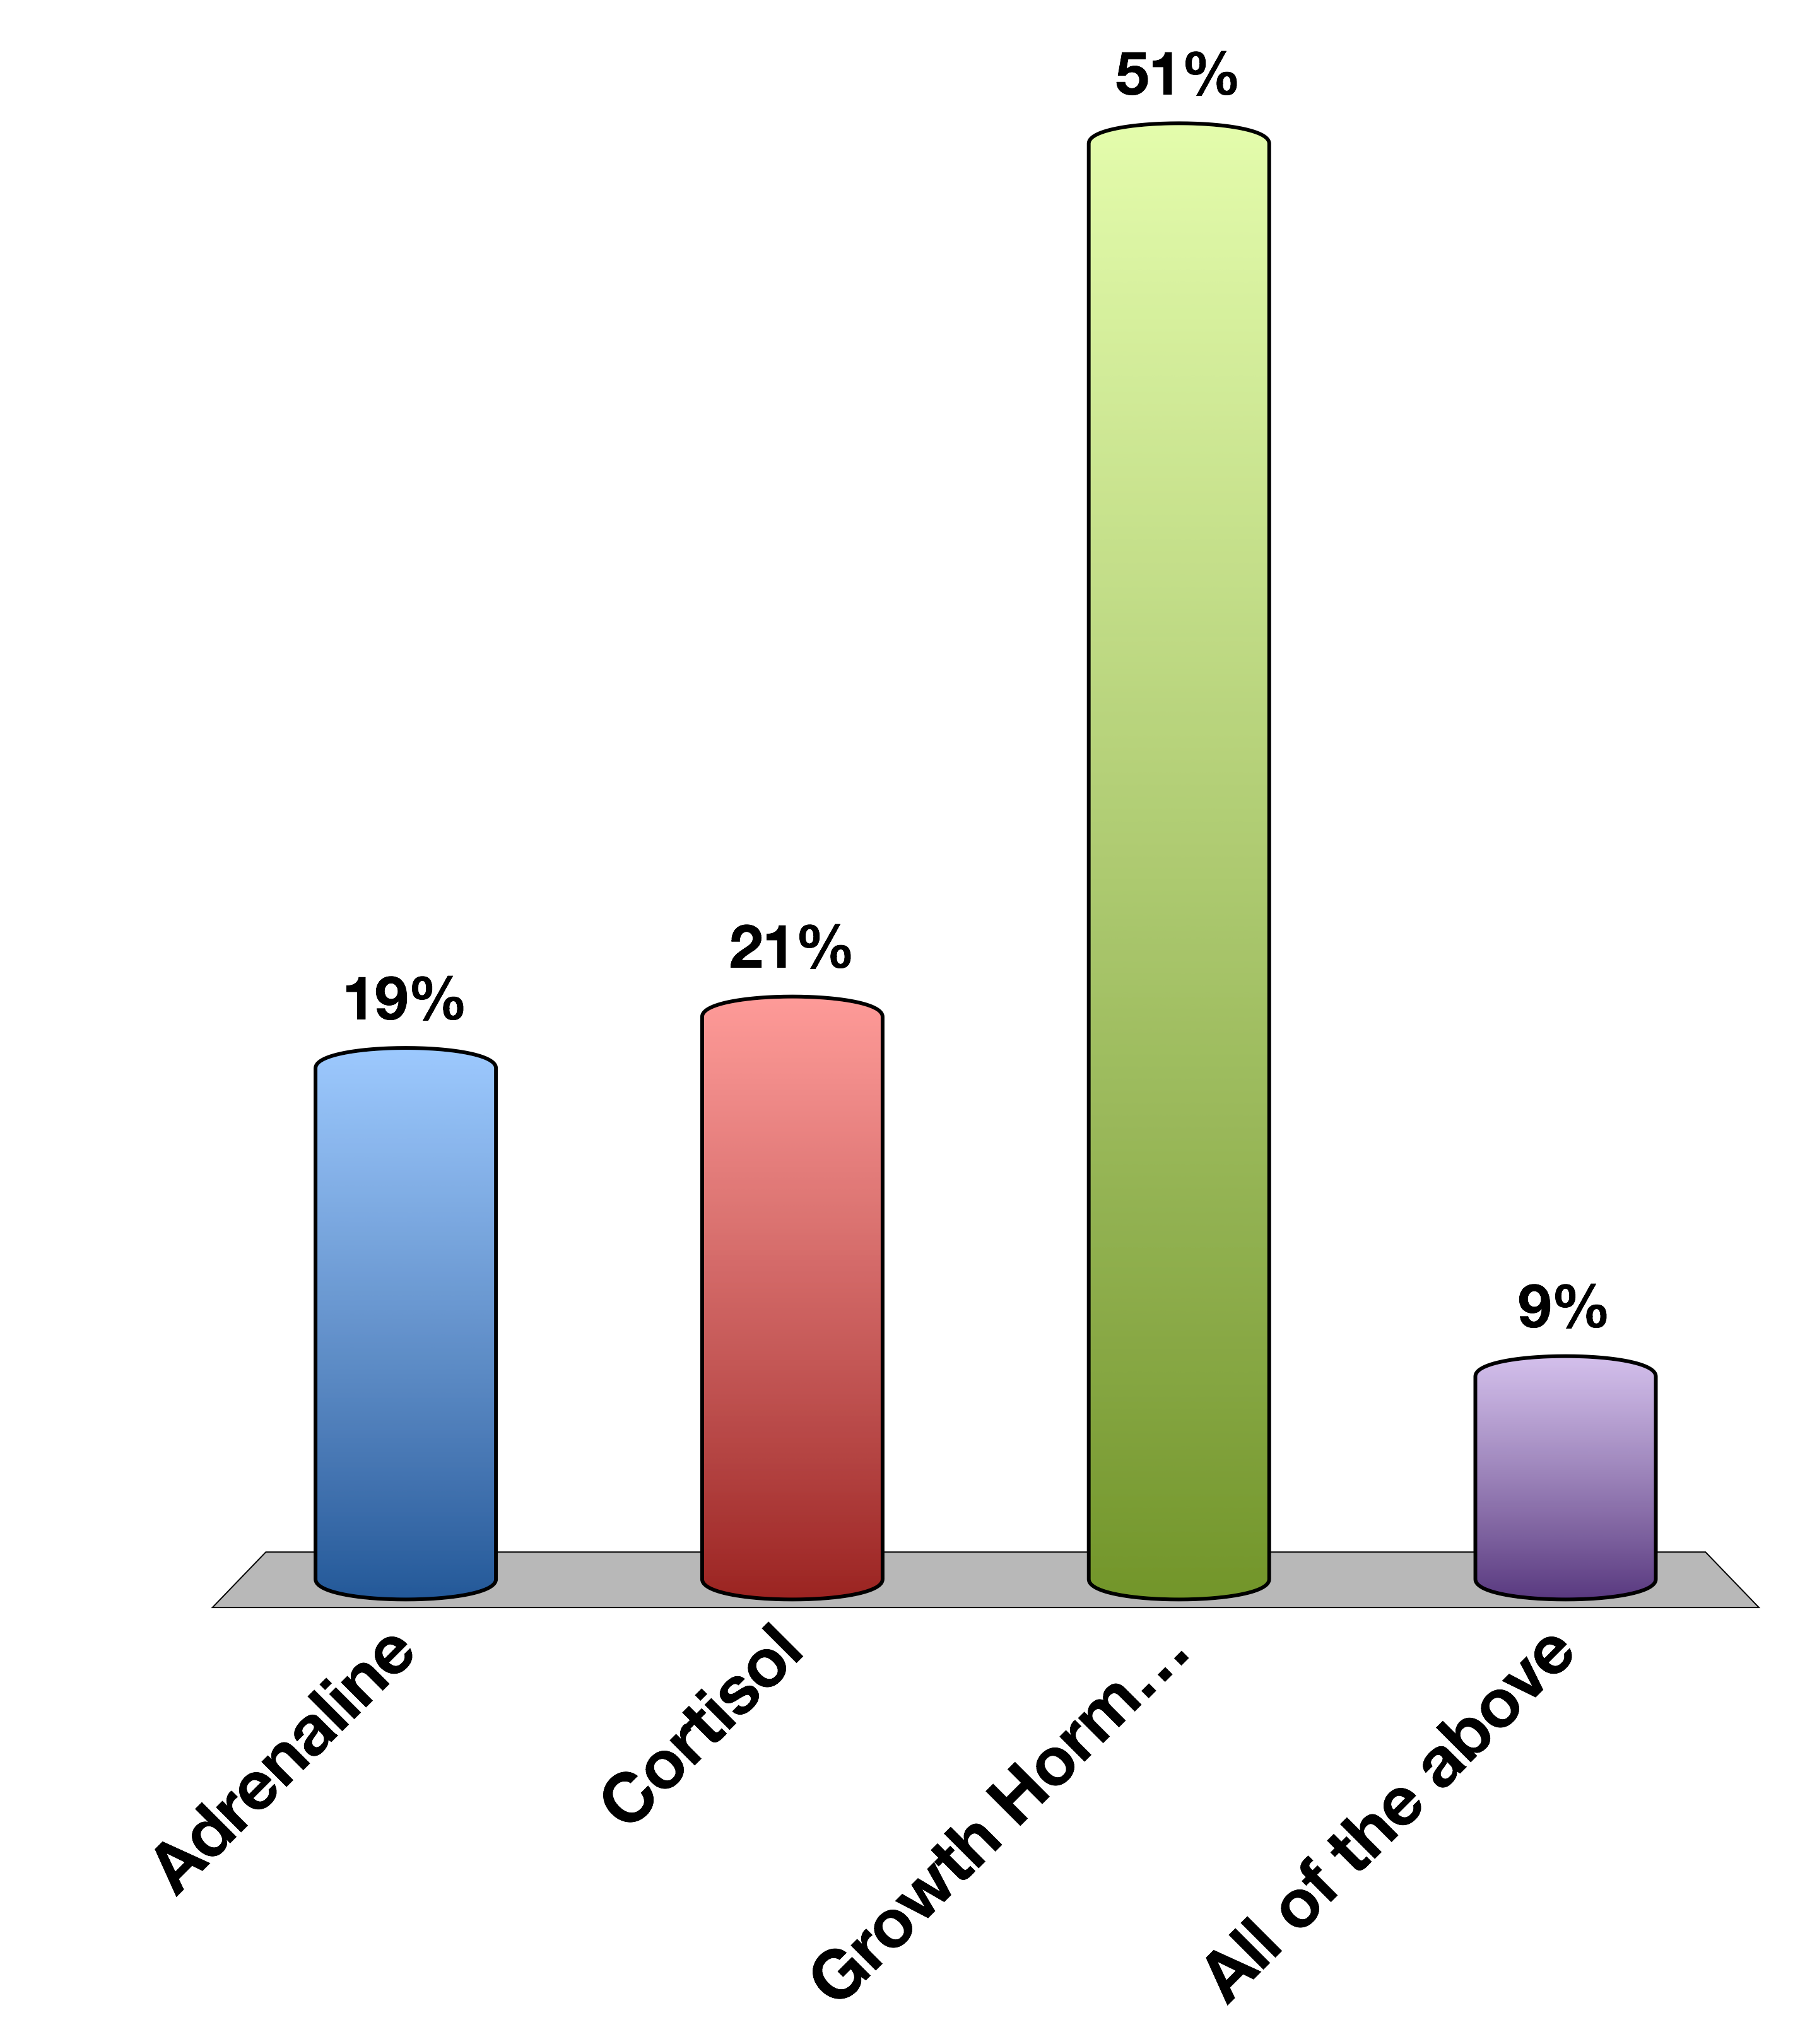 51%
21%
19%
9%
Adrenaline
Cortisol
Growth Horm...
All of the above